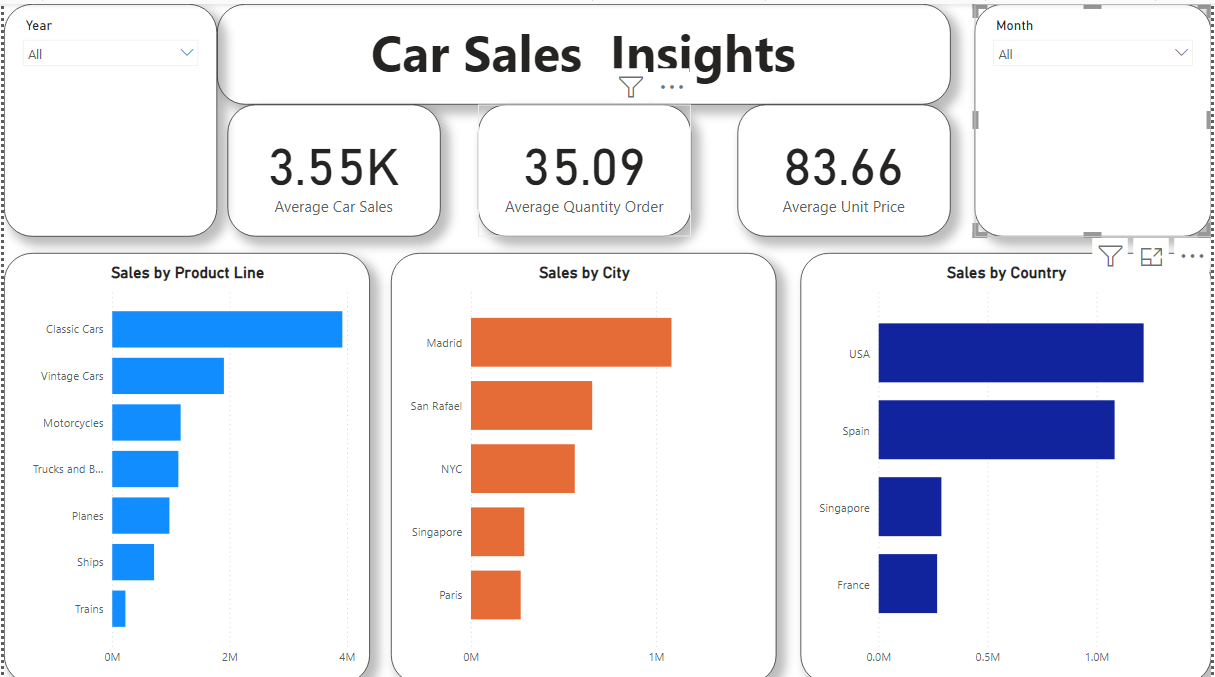 Year
All
Car Sales Insights
Month
All
3.55K
Average Car Sales
35.09
Average Quantity Order
83.66
Average Unit Price
Sales by Product Line
Classic Cars
Vintage Cars
Motorcycles
Trucks and B...
Planes
Ships
Trains
0M 2M 4M
Sales by City
Madrid
San Rafael
NYC
Singapore
Paris
0M 1M
Sales by Country
USA
Spain
Singapore
France
0.0M 0.5M 1.0M